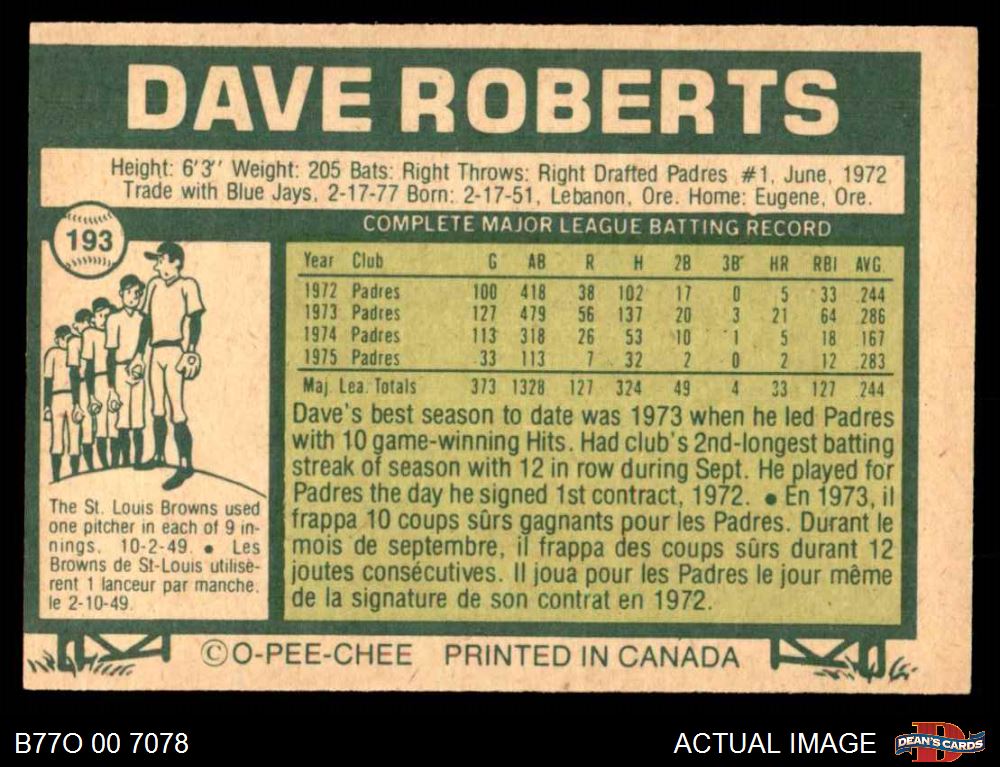 DAVE ROBERTS
Height: 6'3" Weight: 205 Bats: Right Throws: Right Drafted Padres #1, June, 1972
Trade with Blue Jays, 2-17-77 Born: 2-17-51, Lebanon, Ore. Home: Eugene, Ore.
193
COMPLETE MAJOR LEAGUE BATTING RECORD
Year Club G AB R H 2B 3B HR RBI AVG.
1972 Padres 100 418 38 102 17 0 5 33 .244
1973 Padres 127 479 56 137 20 3 21 64 .286
1974 Padres 113 318 26 53 10 1 5 18 .167
1975 Padres 33 113 7 32 2 0 2 12 .283
Maj. Lea. Totals 373 1328 127 324 49 4 33 127 .244
Dave's best season to date was 1973 when he led Padres
with 10 game-winning Hits. Had club's 2nd-longest batting
streak of season with 12 in row during Sept. He played for
Padres the day he signed 1st contract, 1972. ● En 1973, il
frappa 10 coups sûrs gagnants pour les Padres. Durant le
mois de septembre, il frappa des coups sûrs durant 12
joutes consécutives. Il joua pour les Padres le jour même
de la signature de son contrat en 1972.
The St. Louis Browns used
one pitcher in each of 9 in-
nings. 10-2-49. ● Les
Browns de St-Louis utilisè-
rent 1 lanceur par manche,
le 2-10-49.
©O-PEE-CHEE PRINTED IN CANADA
B77O 00 7078
ACTUAL IMAGE
D
DEAN'S CARDS